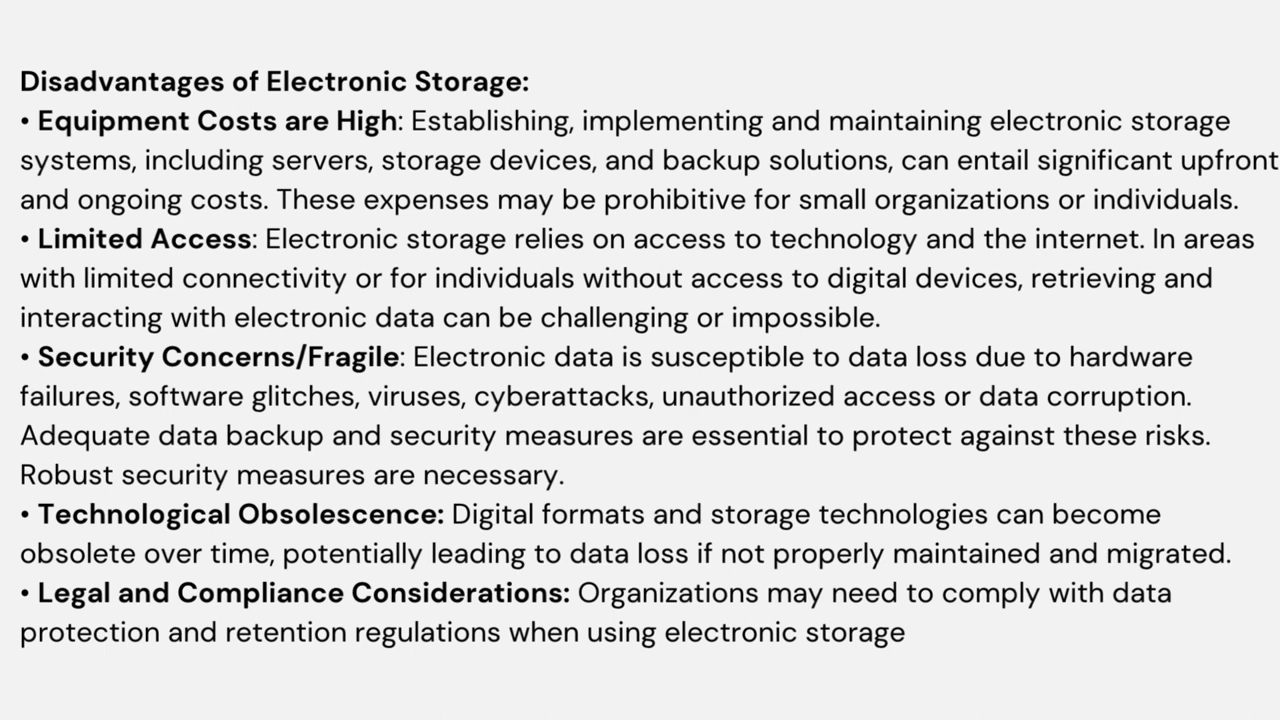 Disadvantages of Electronic Storage:
• Equipment Costs are High: Establishing, implementing and maintaining electronic storage
systems, including servers, storage devices, and backup solutions, can entail significant upfront
and ongoing costs. These expenses may be prohibitive for small organizations or individuals.
• Limited Access: Electronic storage relies on access to technology and the internet. In areas
with limited connectivity or for individuals without access to digital devices, retrieving and
interacting with electronic data can be challenging or impossible.
• Security Concerns/Fragile: Electronic data is susceptible to data loss due to hardware
failures, software glitches, viruses, cyberattacks, unauthorized access or data corruption.
Adequate data backup and security measures are essential to protect against these risks.
Robust security measures are necessary.
• Technological Obsolescence: Digital formats and storage technologies can become
obsolete over time, potentially leading to data loss if not properly maintained and migrated.
• Legal and Compliance Considerations: Organizations may need to comply with data
protection and retention regulations when using electronic storage